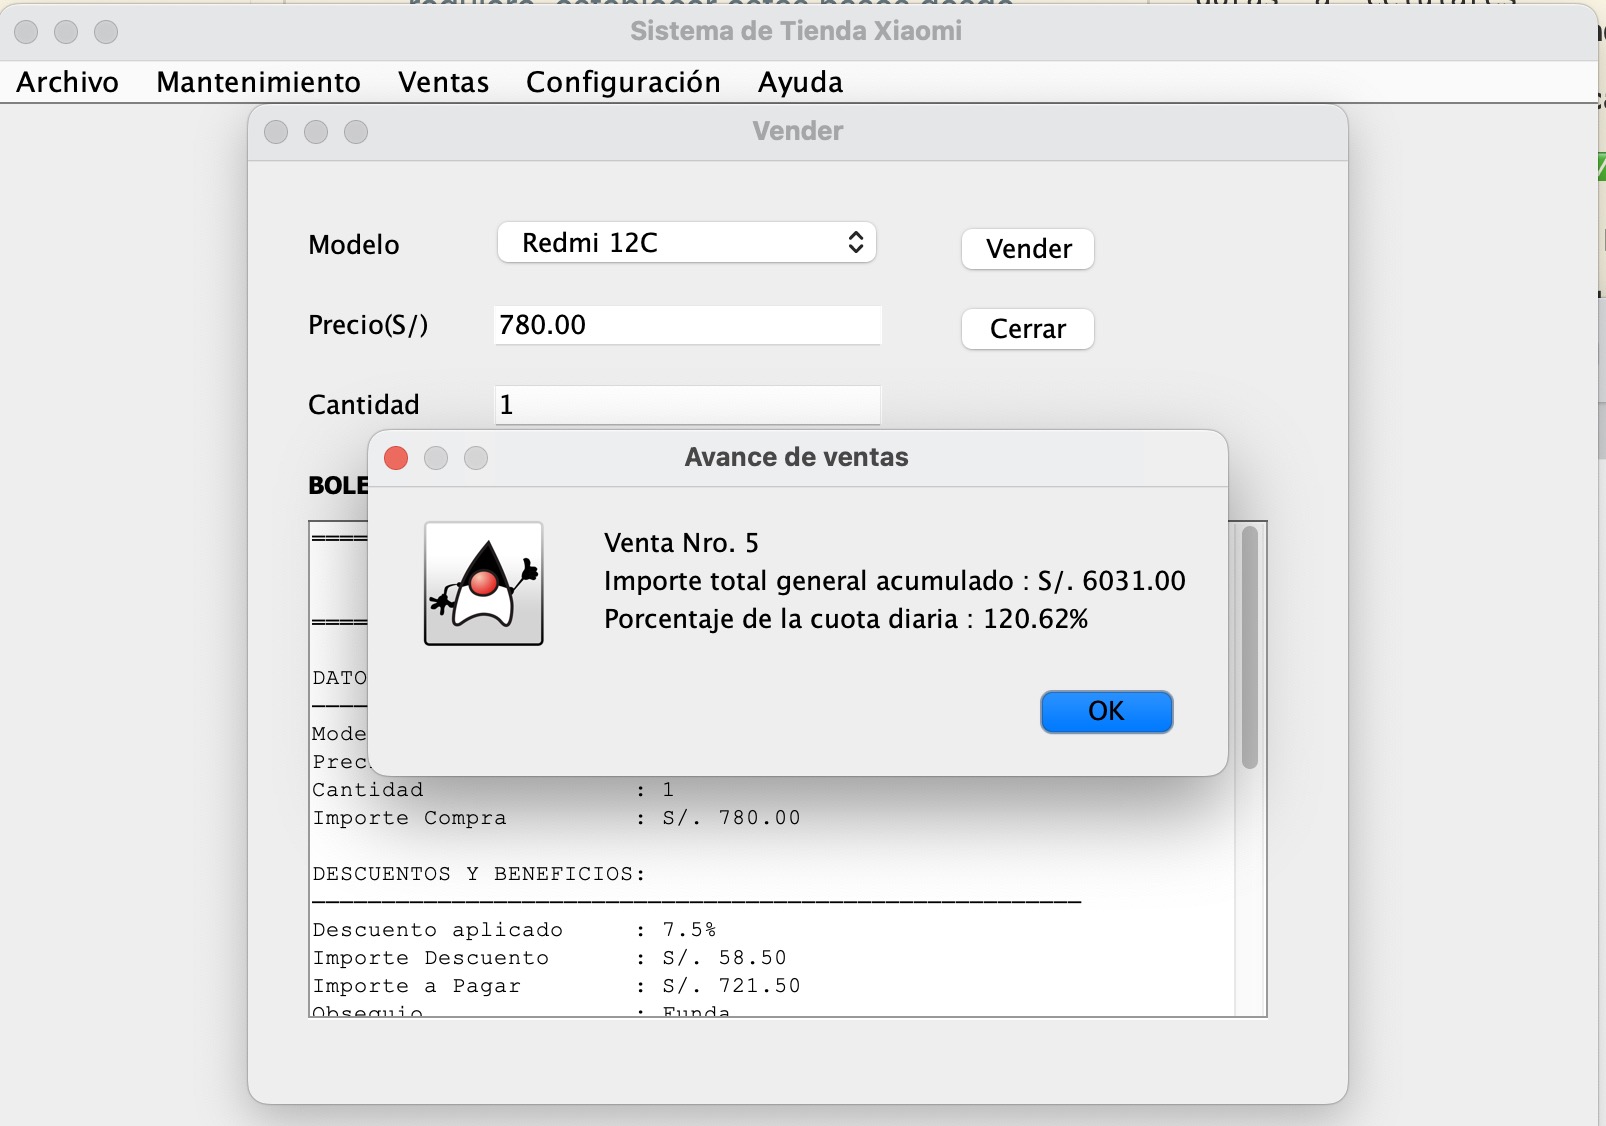 Sistema de Tienda Xiaomi
Archivo Mantenimiento Ventas Configuración Ayuda
Vender
Modelo Redmi 12C Vender
Precio(S/) 780.00 Cerrar
Cantidad 1
Avance de ventas
BOLE
Venta Nro. 5
Importe total general acumulado : S/. 6031.00
Porcentaje de la cuota diaria : 120.62%
OK
DATO
Mode
Prec
Cantidad : 1
Importe Compra : S/. 780.00
DESCUENTOS Y BENEFICIOS:
Descuento aplicado : 7.5%
Importe Descuento : S/. 58.50
Importe a Pagar : S/. 721.50
Obsequio : Funda